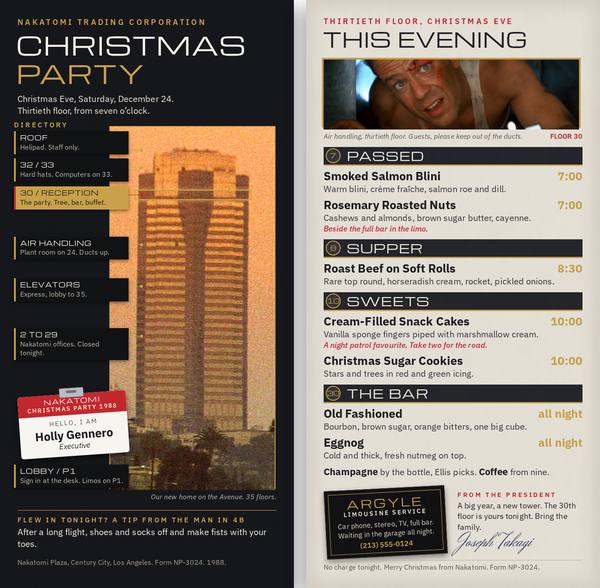 NAKATOMI TRADING CORPORATION
CHRISTMAS
PARTY
Christmas Eve, Saturday, December 24.
Thirtieth floor, from seven o'clock.
DIRECTORY
ROOF
Helipad. Staff only.
32 / 33
Hard hats. Computers on 33.
30 / RECEPTION
The party. Tree, bar, buffet.
AIR HANDLING
Plant room on 24. Ducts up.
ELEVATORS
Express, lobby to 35.
2 TO 29
Nakatomi offices. Closed
tonight.
NAKATOMI
CHRISTMAS PARTY 1988
HELLO, I AM
Holly Gennero
Executive
LOBBY / P1
Sign in at the desk. Limos on P1.
Our new home on the Avenue. 35 floors.
FLEW IN TONIGHT? A TIP FROM THE MAN IN 4B
After a long flight, shoes and socks off and make fists with your
toes.
Nakatomi Plaza, Century City, Los Angeles. Form NP-3024. 1988.
THIRTIETH FLOOR, CHRISTMAS EVE
THIS EVENING
Air handling, thirtieth floor. Guests, please keep out of the ducts. FLOOR 30
7 PASSED
Smoked Salmon Blini 7:00
Warm blini, crème fraîche, salmon roe and dill.
Rosemary Roasted Nuts 7:00
Cashews and almonds, brown sugar butter, cayenne.
Beside the full bar in the limo.
8 SUPPER
Roast Beef on Soft Rolls 8:30
Rare top round, horseradish cream, rocket, pickled onions.
10 SWEETS
Cream-Filled Snack Cakes 10:00
Vanilla sponge fingers piped with marshmallow cream.
A night patrol favourite. Take two for the road.
Christmas Sugar Cookies 10:00
Stars and trees in red and green icing.
30 THE BAR
Old Fashioned all night
Bourbon, brown sugar, orange bitters, one big cube.
Eggnog all night
Cold and thick, fresh nutmeg on top.
Champagne by the bottle, Ellis picks. Coffee from nine.
ARGYLE
LIMOUSINE SERVICE
Car phone, stereo, TV, full bar.
Waiting in the garage all night.
(213) 555-0124
FROM THE PRESIDENT
A big year, a new tower. The 30th
floor is yours tonight. Bring the
family.
Joseph Takagi
No charge tonight. Merry Christmas from Nakatomi. Form NP-3024.